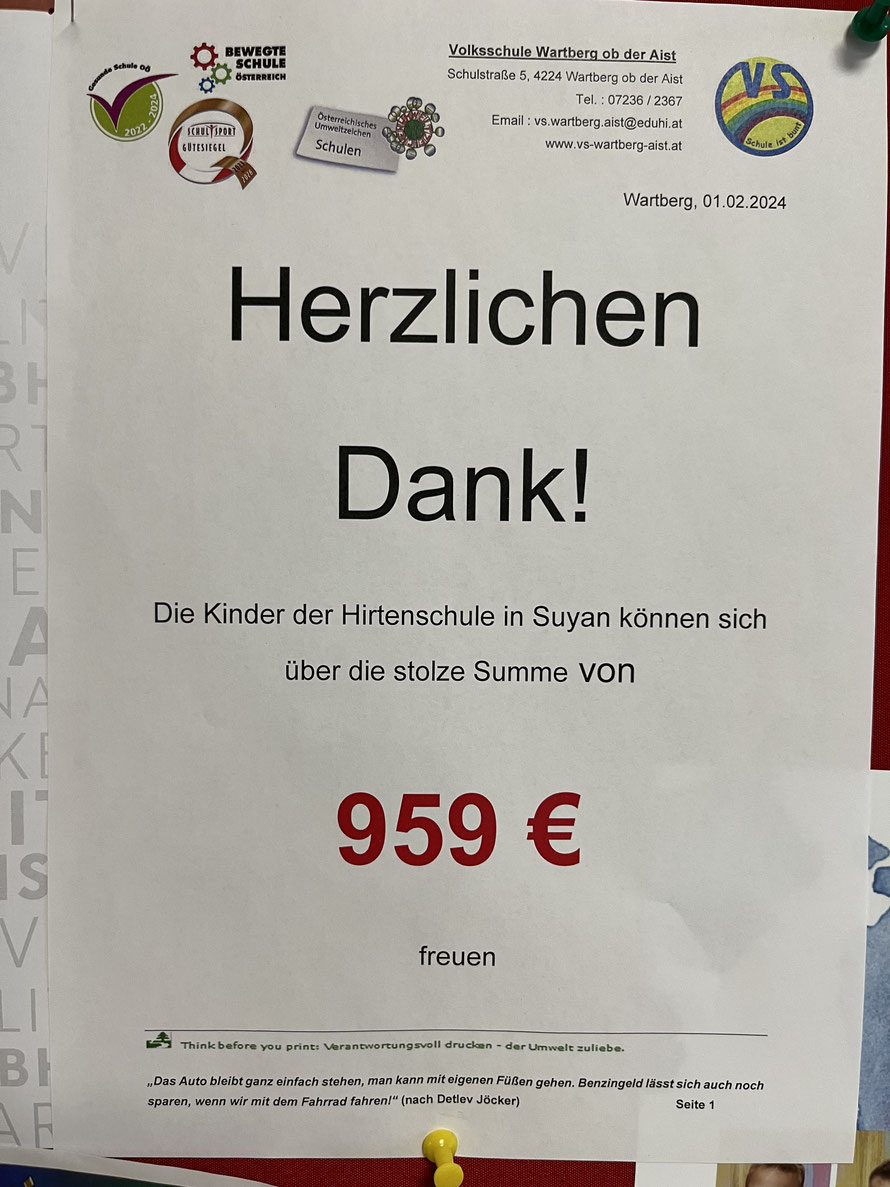 Gesunde Schule OÖ
2022 - 2024
BEWEGTE
SCHULE
ÖSTERREICH
SCHUL SPORT
GÜTESIEGEL
Österreichisches
Umweltzeichen
Schulen
Volksschule Wartberg ob der Aist
Schulstraße 5, 4224 Wartberg ob der Aist
Tel. : 07236 / 2367
Email : vs.wartberg.aist@eduhi.at
www.vs-wartberg-aist.at
VS
Schule ist bunt
Wartberg, 01.02.2024
Herzlichen
Dank!
Die Kinder der Hirtenschule in Suyan können sich
über die stolze Summe von
959 €
freuen
Think before you print: Verantwortungsvoll drucken - der Umwelt zuliebe.
„Das Auto bleibt ganz einfach stehen, man kann mit eigenen Füßen gehen. Benzingeld lässt sich auch noch
sparen, wenn wir mit dem Fahrrad fahren!“ (nach Detlev Jöcker)
Seite 1